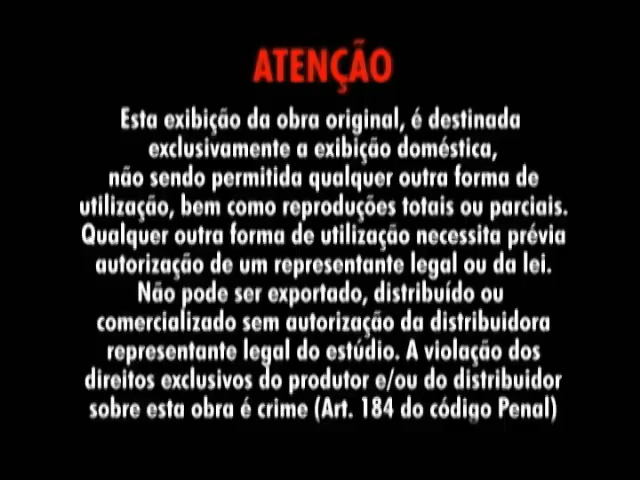 ATENÇÃO
Esta exibição da obra original, é destinada
exclusivamente a exibição doméstica,
não sendo permitida qualquer outra forma de
utilização, bem como reproduções totais ou parciais.
Qualquer outra forma de utilização necessita prévia
autorização de um representante legal ou da lei.
Não pode ser exportado, distribuído ou
comercializado sem autorização da distribuidora
representante legal do estúdio. A violação dos
direitos exclusivos do produtor e/ou do distribuidor
sobre esta obra é crime (Art. 184 do código Penal)